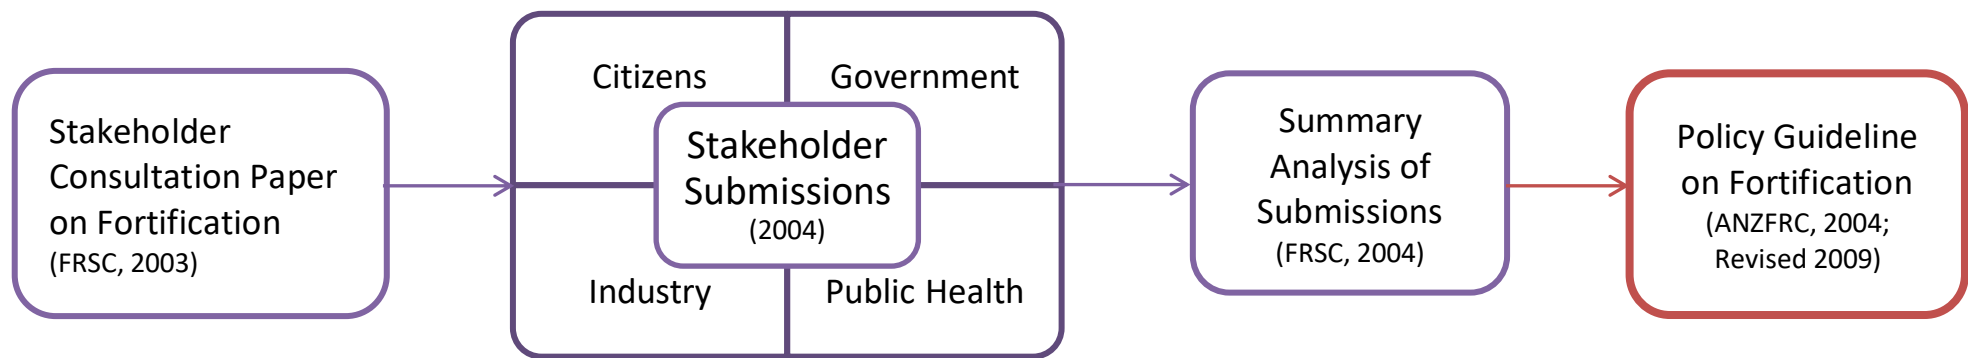 Stakeholder
Consultation Paper
on Fortification
(FRSC, 2003)
Citizens
Government
Stakeholder
Submissions
(2004)
Industry
Public Health
Summary
Analysis of
Submissions
(FRSC, 2004)
Policy Guideline
on Fortification
(ANZFRC, 2004;
Revised 2009)